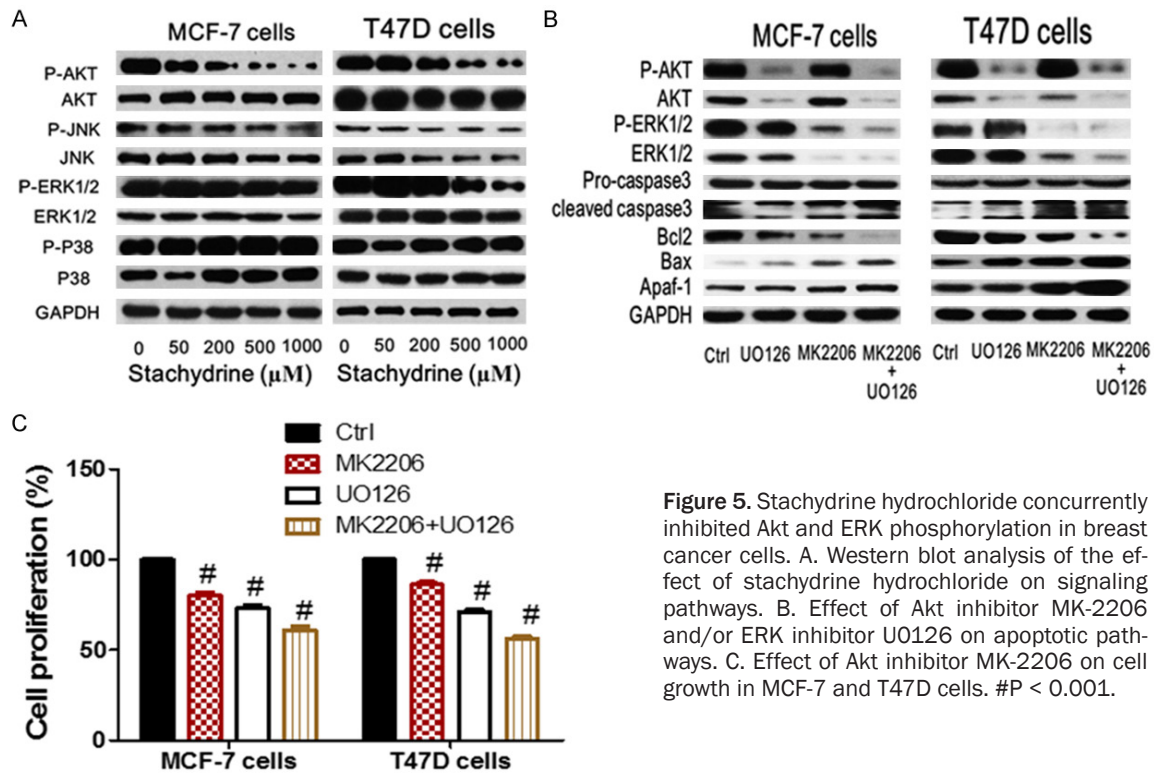 A
MCF-7 cells
T47D cells
P-AKT
AKT
P-JNK
JNK
P-ERK1/2
ERK1/2
P-P38
P38
GAPDH
0 50 200 500 1000 0 50 200 500 1000
Stachydrine (μM) Stachydrine (μM)
B
MCF-7 cells
T47D cells
P-AKT
AKT
P-ERK1/2
ERK1/2
Pro-caspase3
cleaved caspase3
Bcl2
Bax
Apaf-1
GAPDH
Ctrl UO126 MK2206 MK2206 Ctrl UO126 MK2206 MK2206
+ +
UO126 UO126
C
Ctrl
MK2206
UO126
MK2206+UO126
Cell proliferation (%)
150
100
50
0
# # # # # #
MCF-7 cells T47D cells
Figure 5. Stachydrine hydrochloride concurrently
inhibited Akt and ERK phosphorylation in breast
cancer cells. A. Western blot analysis of the ef-
fect of stachydrine hydrochloride on signaling
pathways. B. Effect of Akt inhibitor MK-2206
and/or ERK inhibitor U0126 on apoptotic path-
ways. C. Effect of Akt inhibitor MK-2206 on cell
growth in MCF-7 and T47D cells. #P < 0.001.